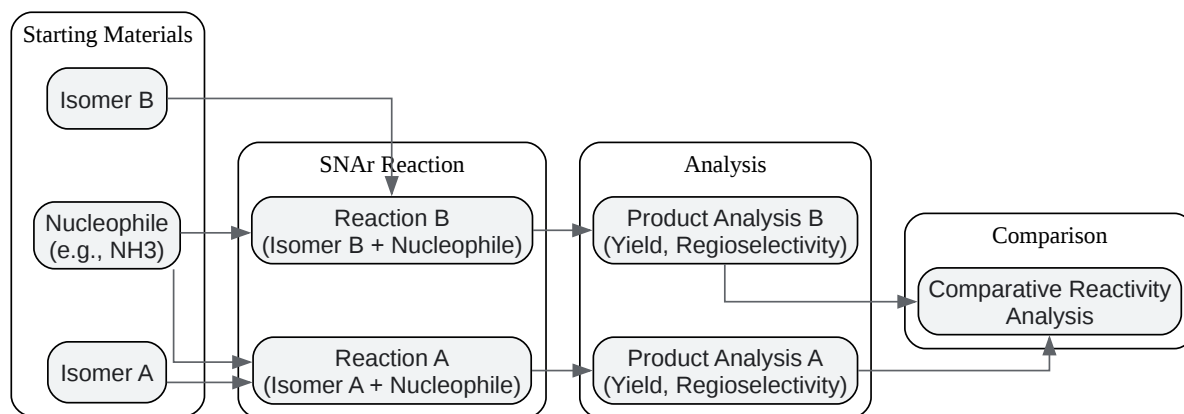 Starting Materials
Isomer B
Nucleophile
(e.g., NH3)
Isomer A
SNAr Reaction
Reaction B
(Isomer B + Nucleophile)
Reaction A
(Isomer A + Nucleophile)
Analysis
Product Analysis B
(Yield, Regioselectivity)
Product Analysis A
(Yield, Regioselectivity)
Comparison
Comparative Reactivity
Analysis